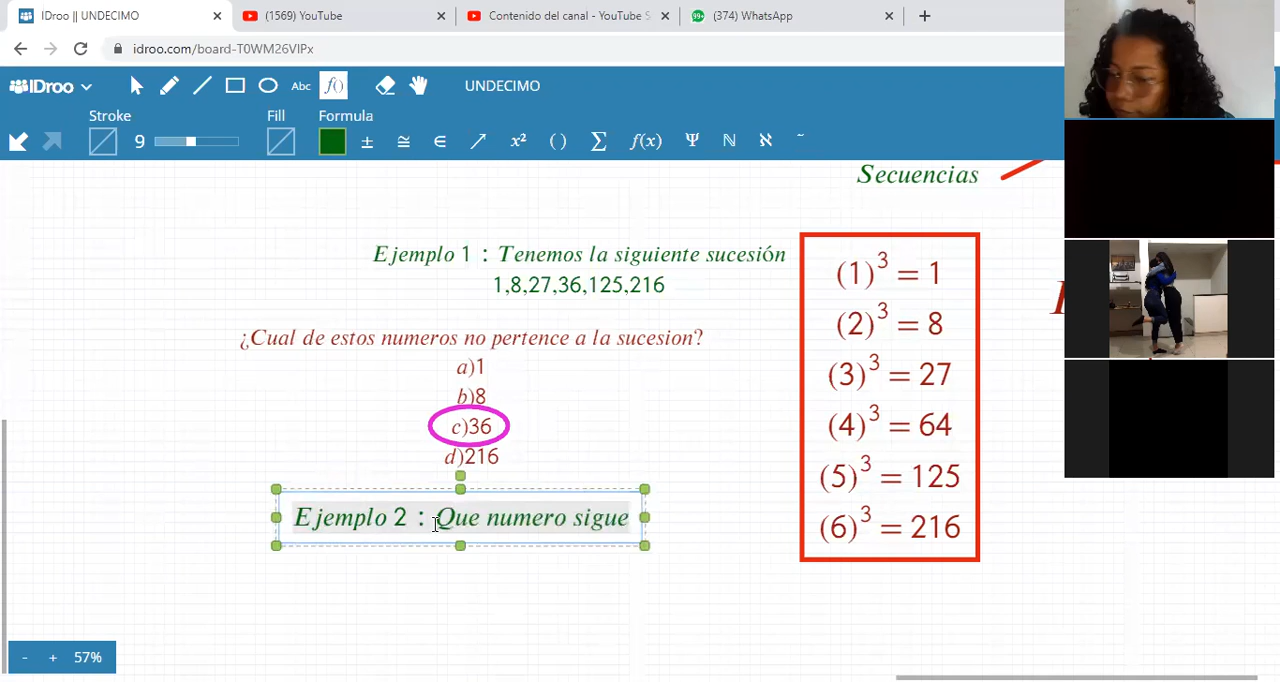 IDroo || UNDECIMO
(1569) YouTube
Contenido del canal - YouTube S
99+
(374) WhatsApp
idroo.com/board-T0WM26VlPx
IDroo
Abc
f()
UNDECIMO
Stroke
Fill
Formula
9
± ≅ ∈ x² () ∑ f(x) Ψ ℕ ℵ ~
Secuencias
Ejemplo 1 : Tenemos la siguiente sucesión
1,8,27,36,125,216
¿Cual de estos numeros no pertence a la sucesion?
a)1
b)8
c)36
d)216
Ejemplo 2 : Que numero sigue
(1)³ = 1
(2)³ = 8
(3)³ = 27
(4)³ = 64
(5)³ = 125
(6)³ = 216
- + 57%